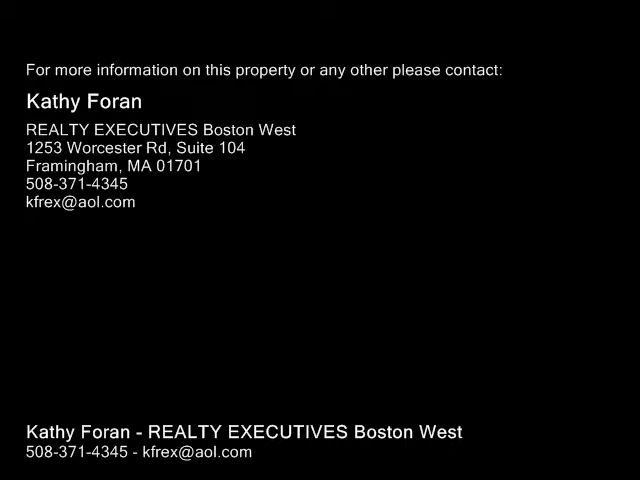 For more information on this property or any other please contact:
Kathy Foran
REALTY EXECUTIVES Boston West
1253 Worcester Rd, Suite 104
Framingham, MA 01701
508-371-4345
kfrex@aol.com
Kathy Foran - REALTY EXECUTIVES Boston West
508-371-4345 - kfrex@aol.com